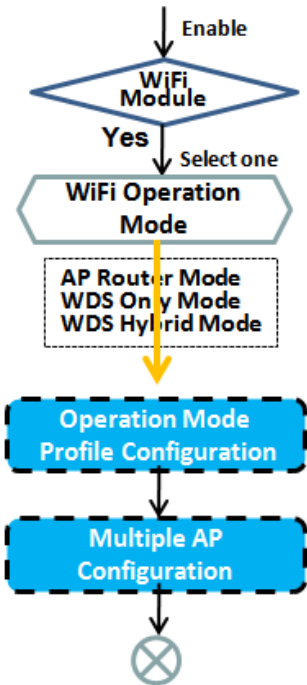 Enable
WiFi
Module
Yes
Select one
WiFi Operation
Mode
AP Router Mode
WDS Only Mode
WDS Hybrid Mode
Operation Mode
Profile Configuration
Multiple AP
Configuration